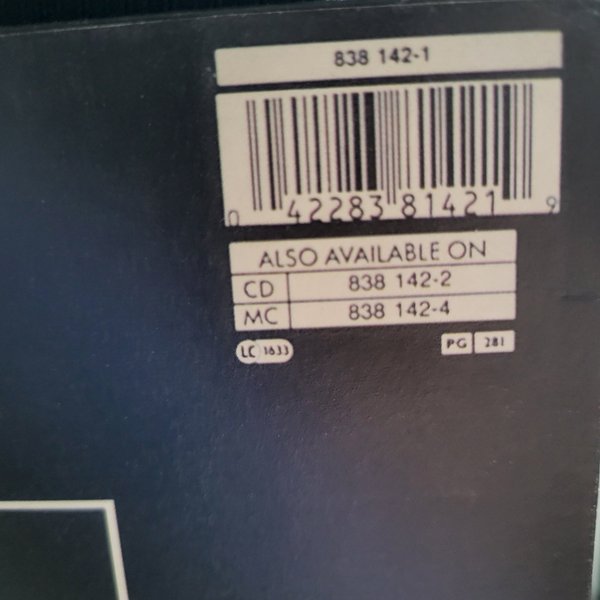 838 142-1
0 42283 81421 9
ALSO AVAILABLE ON
CD 838 142-2
MC 838 142-4
LC 1633 PG 281